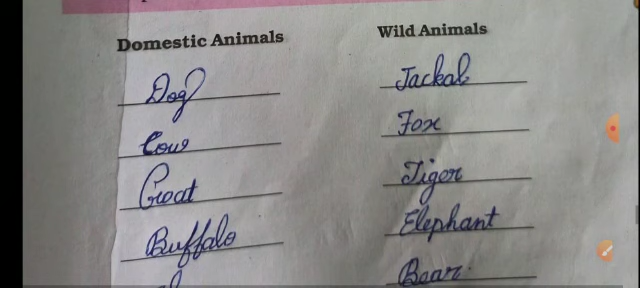 Domestic Animals Wild Animals
Dog Jackal
Cow Fox
Goat Tiger
Buffalo Elephant
Bear